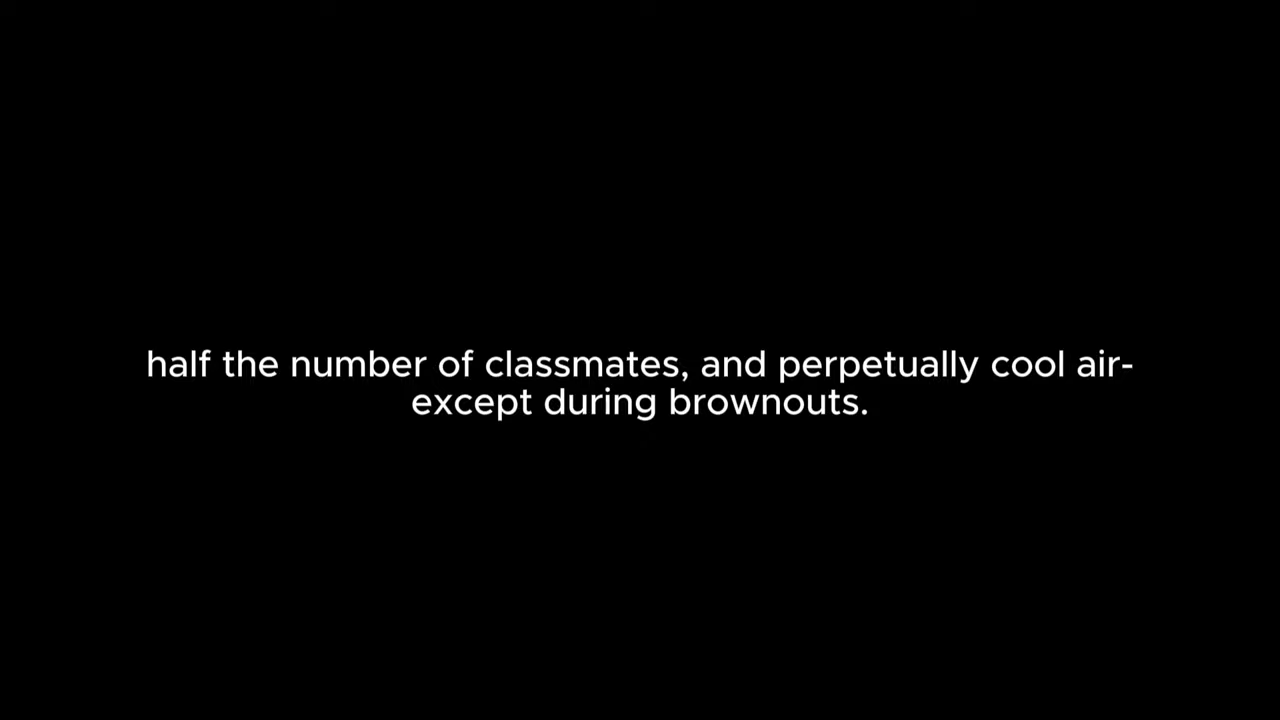 half the number of classmates, and perpetually cool air-
except during brownouts.